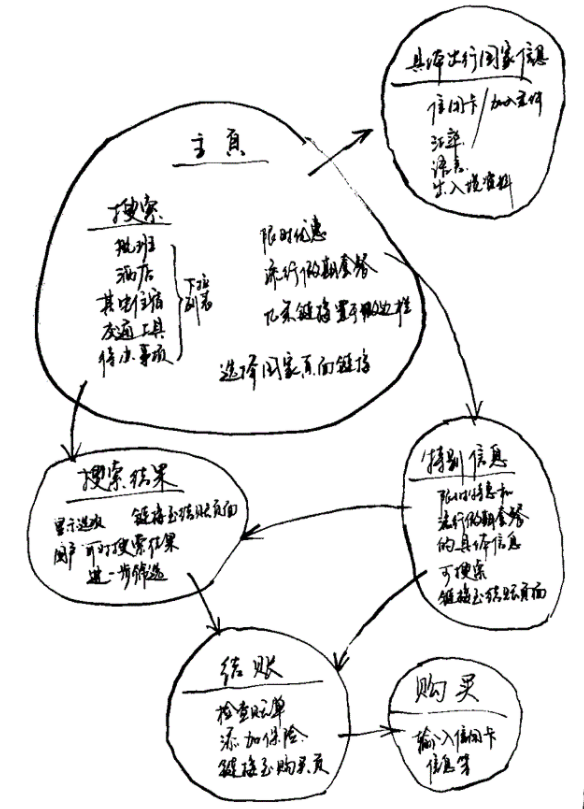 具体出行国家信息
信用卡/加入支付
汇率
语言
出入境资料
主页
搜索
航班
酒店
其它住宿
交通工具
待办事项
下拉
列表
限时优惠
流行假期套餐
链接置于侧边栏
选择国家页面链接
搜索结果
显示选项 链接至结账页面
用户可对搜索结果
进一步筛选
特别信息
限时特惠和
流行假期套餐
的具体信息
可搜索
链接至结账页面
结账
检查账单
添加保险
链接至购买页
购买
输入信用卡
信息等